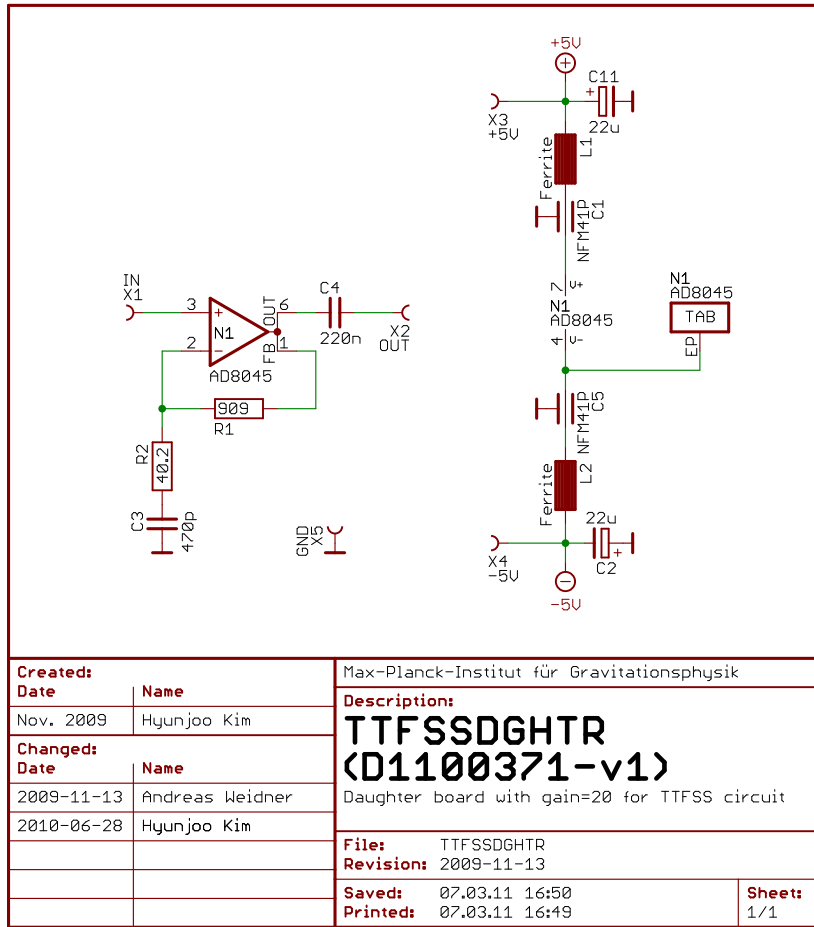 +5V
C11
+
22u
X3
+5V
L1
Ferrite
C1
NFM41P
IN
X1
3
+
N1
2
-
AD8045
OUT
6
FB
1
C4
220n
X2
OUT
909
R1
R2
40.2
C3
470p
GND
X5
7
V+
N1
AD8045
4
V-
N1
AD8045
TAB
EP
C5
NFM41P
L2
Ferrite
22u
+
C2
X4
-5V
-5V
Created:
Date Name
Nov. 2009 Hyunjoo Kim
Changed:
Date Name
2009-11-13 Andreas Weidner
2010-06-28 Hyunjoo Kim
Max-Planck-Institut für Gravitationsphysik
Description:
TTFSSDGHTR
(D1100371-v1)
Daughter board with gain=20 for TTFSS circuit
File: TTFSSDGHTR
Revision: 2009-11-13
Saved: 07.03.11 16:50
Printed: 07.03.11 16:49
Sheet:
1/1